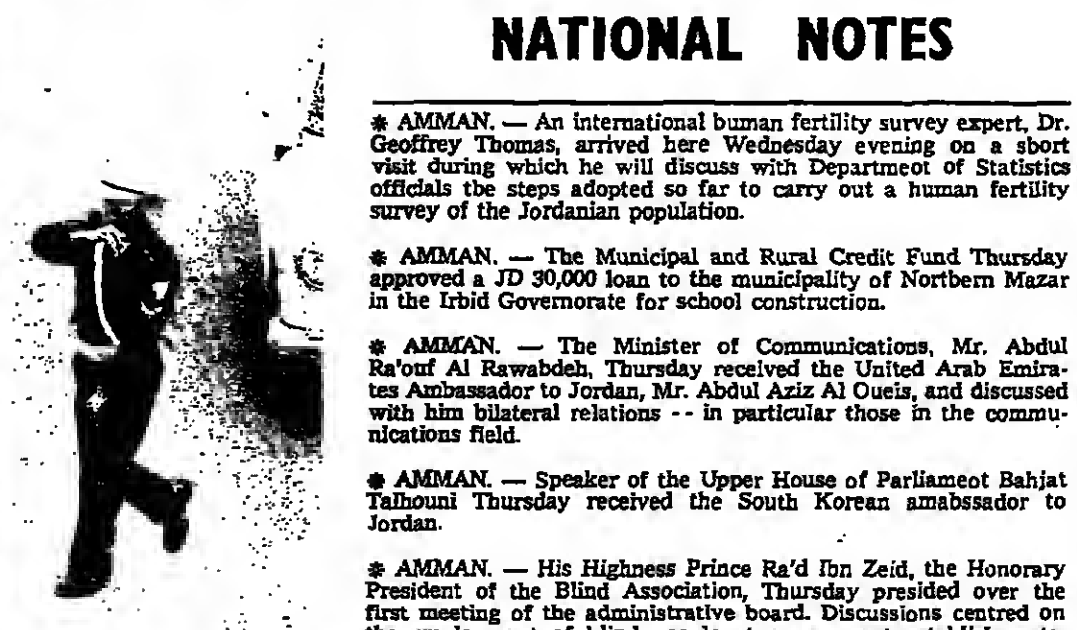 NATIONAL NOTES
* AMMAN. — An international human fertility survey expert, Dr.
Geoffrey Thomas, arrived here Wednesday evening on a short
visit during which he will discuss with Department of Statistics
officials the steps adopted so far to carry out a human fertility
survey of the Jordanian population.
* AMMAN. — The Municipal and Rural Credit Fund Thursday
approved a JD 30,000 loan to the municipality of Northern Mazar
in the Irbid Governorate for school construction.
* AMMAN. — The Minister of Communications, Mr. Abdul
Ra'ouf Al Rawabdeh, Thursday received the United Arab Emira-
tes Ambassador to Jordan, Mr. Abdul Aziz Al Oueis, and discussed
with him bilateral relations -- in particular those in the commu-
nications field.
* AMMAN. — Speaker of the Upper House of Parliament Bahjat
Talhouni Thursday received the South Korean amabssador to
Jordan.
* AMMAN. — His Highness Prince Ra'd Ibn Zeid, the Honorary
President of the Blind Association, Thursday presided over the
first meeting of the administrative board. Discussions centred on